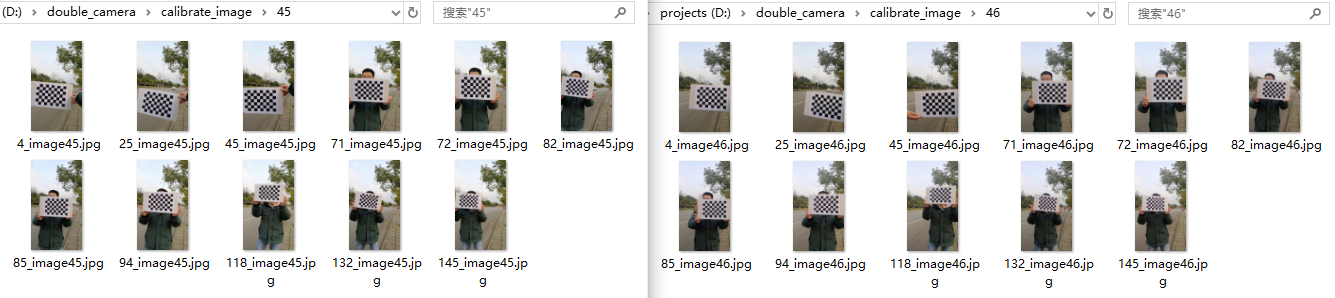 (D:) › double_camera › calibrate_image › 45
搜索"45"
4_image45.jpg
25_image45.jpg
45_image45.jpg
71_image45.jpg
72_image45.jpg
82_image45.jpg
85_image45.jpg
94_image45.jpg
118_image45.jpg
132_image45.jp
g
145_image45.jp
g
projects (D:) › double_camera › calibrate_image › 46
搜索"46"
4_image46.jpg
25_image46.jpg
45_image46.jpg
71_image46.jpg
72_image46.jpg
82_image46.jpg
85_image46.jpg
94_image46.jpg
118_image46.jp
g
132_image46.jp
g
145_image46.jp
g